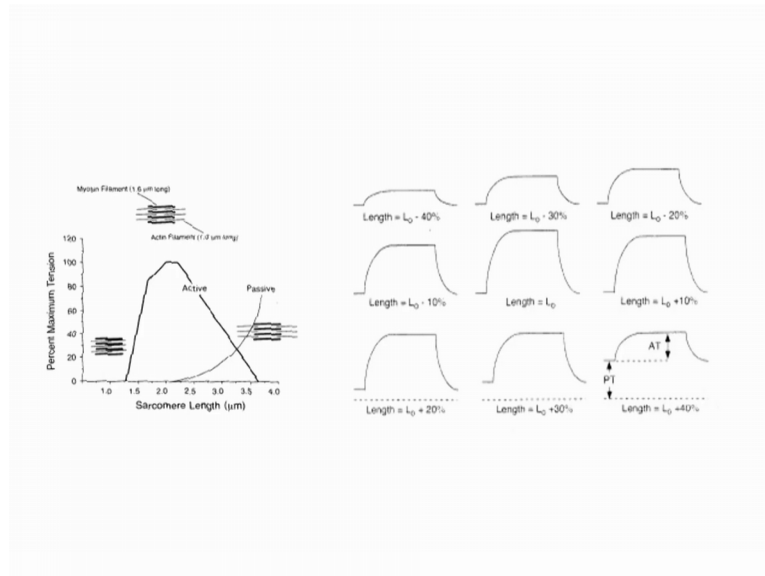 Myosin Filament (1.6 µm long)
Actin Filament (1.0 µm long)
Percent Maximum Tension
120
100
80
60
40
20
0
Active
Passive
1.0 1.5 2.0 2.5 3.0 3.5 4.0
Sarcomere Length (µm)
Length = L₀ - 40%
Length = L₀ - 30%
Length = L₀ - 20%
Length = L₀ - 10%
Length = L₀
Length = L₀ +10%
Length = L₀ + 20%
Length = L₀ +30%
AT
PT
Length = L₀ +40%